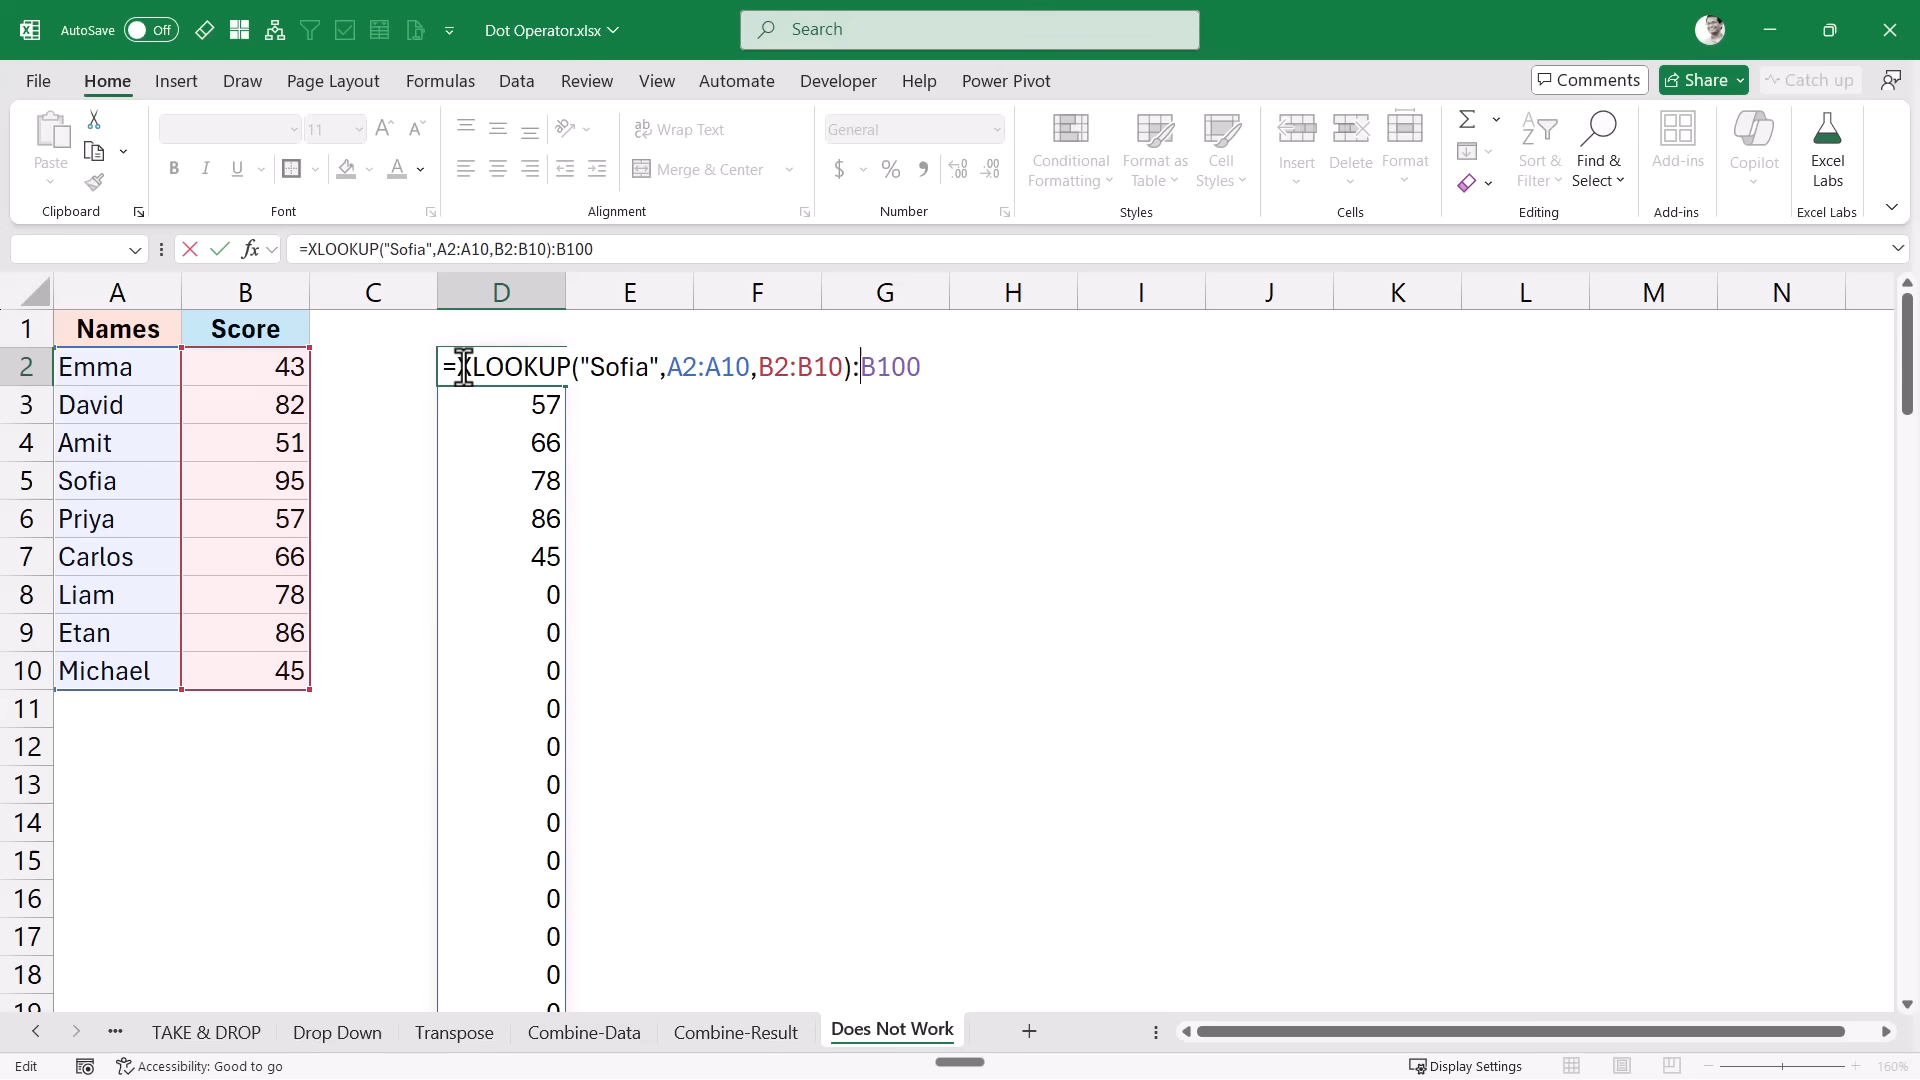 AutoSave Off Dot Operator.xlsx Search
File Home Insert Draw Page Layout Formulas Data Review View Automate Developer Help Power Pivot Comments Share Catch up
Paste
Clipboard
11
B I U A
Font
ab Wrap Text
Merge & Center
Alignment
General
$ % 9
Number
Conditional Formatting
Format as Table
Cell Styles
Styles
Insert Delete Format
Cells
Sort & Filter
Find & Select
Editing
Add-ins
Add-ins
Copilot
Excel Labs
Excel Labs
fx =XLOOKUP("Sofia",A2:A10,B2:B10):B100
A B C D E F G H I J K L M N
1 Names Score
2 Emma 43 =XLOOKUP("Sofia",A2:A10,B2:B10):B100
3 David 82 57
4 Amit 51 66
5 Sofia 95 78
6 Priya 57 86
7 Carlos 66 45
8 Liam 78 0
9 Etan 86 0
10 Michael 45 0
11 0
12 0
13 0
14 0
15 0
16 0
17 0
18 0
19 0
TAKE & DROP Drop Down Transpose Combine-Data Combine-Result Does Not Work
Edit Accessibility: Good to go Display Settings 160%